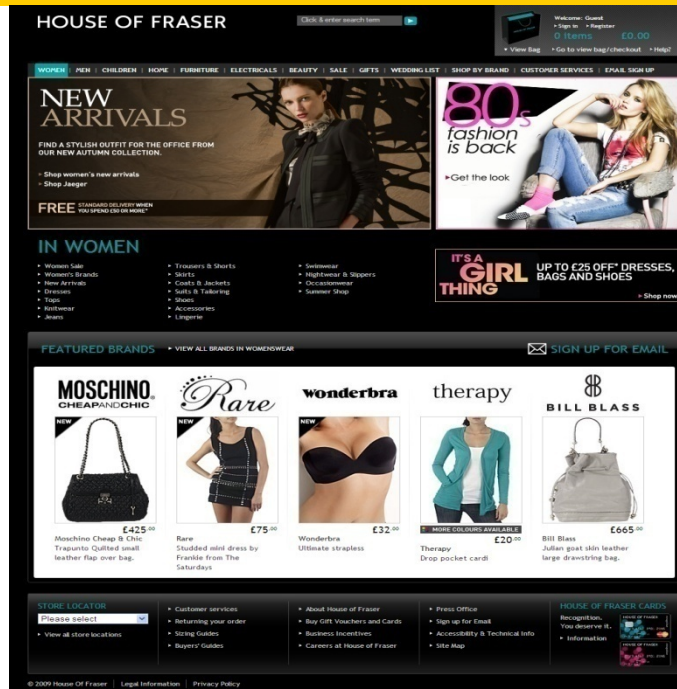 HOUSE OF FRASER
Click & enter search term
Welcome: Guest
Sign in Register
0 Items £0.00
View Bag Go to view bag/checkout Help?
WOMEN | MEN | CHILDREN | HOME | FURNITURE | ELECTRICALS | BEAUTY | SALE | GIFTS | WEDDING LIST | SHOP BY BRAND | CUSTOMER SERVICES | EMAIL SIGN UP
NEW
ARRIVALS
FIND A STYLISH OUTFIT FOR THE OFFICE FROM
OUR NEW AUTUMN COLLECTION.
Shop women's new arrivals
Shop Jaeger
FREE STANDARD DELIVERY WHEN
YOU SPEND £50 OR MORE*
80s
fashion
is back
Get the look
IN WOMEN
Women Sale
Women's Brands
New Arrivals
Dresses
Tops
Knitwear
Jeans
Trousers & Shorts
Skirts
Coats & Jackets
Suits & Tailoring
Shoes
Accessories
Lingerie
Swimwear
Nightwear & Slippers
Occasionwear
Summer Shop
IT'S A
GIRL
THING
UP TO £25 OFF* DRESSES,
BAGS AND SHOES
Shop now
FEATURED BRANDS VIEW ALL BRANDS IN WOMENSWEAR
SIGN UP FOR EMAIL
MOSCHINO.
CHEAPANDCHIC
NEW
£425.00
Moschino Cheap & Chic
Trapunto Quilted small
leather flap over bag.
Rare
NEW
£75.00
Rare
Studded mini dress by
Frankie from The
Saturdays
wonderbra
NEW
£32.00
Wonderbra
Ultimate strapless
therapy
MORE COLOURS AVAILABLE
£20.00
Therapy
Drop pocket cardi
BILL BLASS
£665.00
Bill Blass
Julian goat skin leather
large drawstring bag.
STORE LOCATOR
Please select
View all store locations
Customer services
Returning your order
Sizing Guides
Buyers' Guides
About House of Fraser
Buy Gift Vouchers and Cards
Business Incentives
Careers at House of Fraser
Press Office
Sign up for Email
Accessibility & Technical Info
Site Map
HOUSE OF FRASER CARDS
Recognition.
You deserve it.
Information
© 2009 House Of Fraser | Legal Information | Privacy Policy